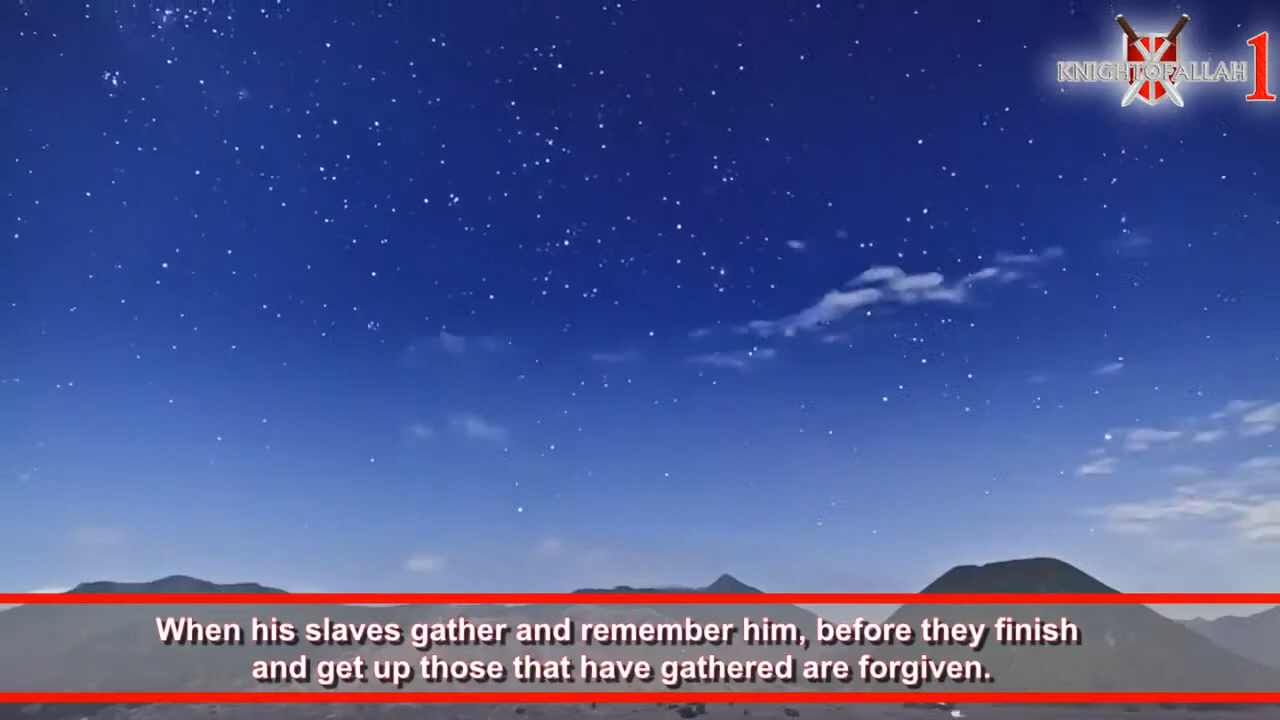 KNIGHTOFALLAH 1
When his slaves gather and remember him, before they finish
and get up those that have gathered are forgiven.